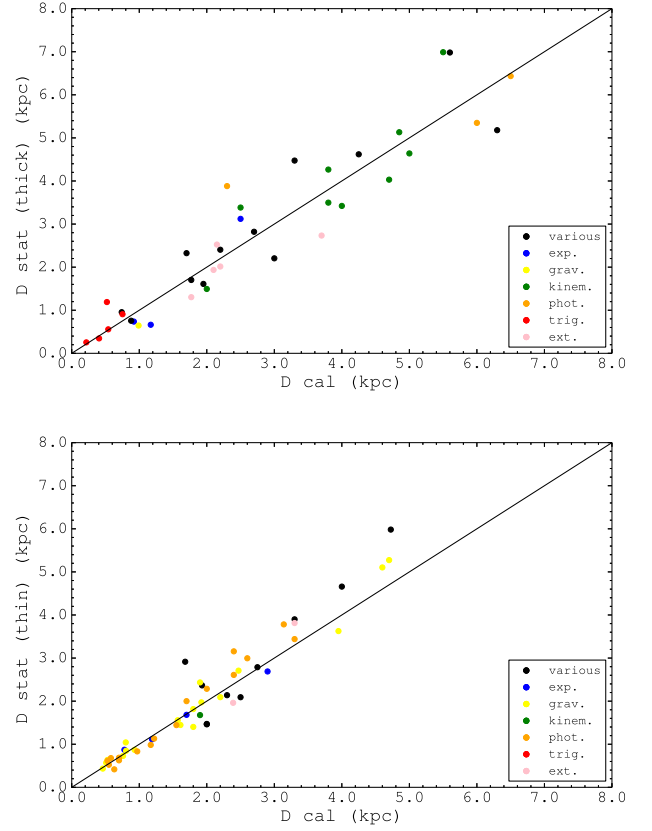 8.0
7.0
6.0
5.0
4.0
3.0
2.0
1.0
0.0
D stat (thick) (kpc)
various
exp.
grav.
kinem.
phot.
trig.
ext.
0.0 1.0 2.0 3.0 4.0 5.0 6.0 7.0 8.0
D cal (kpc)
8.0
7.0
6.0
5.0
4.0
3.0
2.0
1.0
0.0
D stat (thin) (kpc)
various
exp.
grav.
kinem.
phot.
trig.
ext.
0.0 1.0 2.0 3.0 4.0 5.0 6.0 7.0 8.0
D cal (kpc)